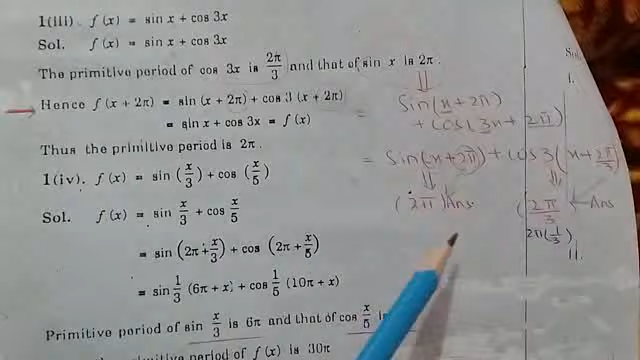 1(iii). f(x) = sin x + cos 3x
Sol. f(x) = sin x + cos 3x
The primitive period of cos 3x is 2π/3 and that of sin x is 2π.
Hence f(x + 2π) = sin (x + 2π) + cos 3 (x + 2π)
= sin x + cos 3x = f(x)
Thus the prinitive period is 2π.
1(iv). f(x) = sin (x/3) + cos (x/5)
Sol. f(x) = sin x/3 + cos x/5
= sin (2π + x/3) + cos (2π + x/5)
= sin 1/3 (6π + x) + cos 1/5 (10π + x)
Primitive period of sin x/3 is 6π and that of cos x/5
primitive period of f(x) is 30π
⇓
= Sin(x + 2π)
+ cos(3x + 2π)
= Sin(x + 2π) + cos 3(x + 2π/3)
⇓ ⇓
(2π) Ans (2π/3 ← Ans
2π(1/3)
Sol.
1.
11.